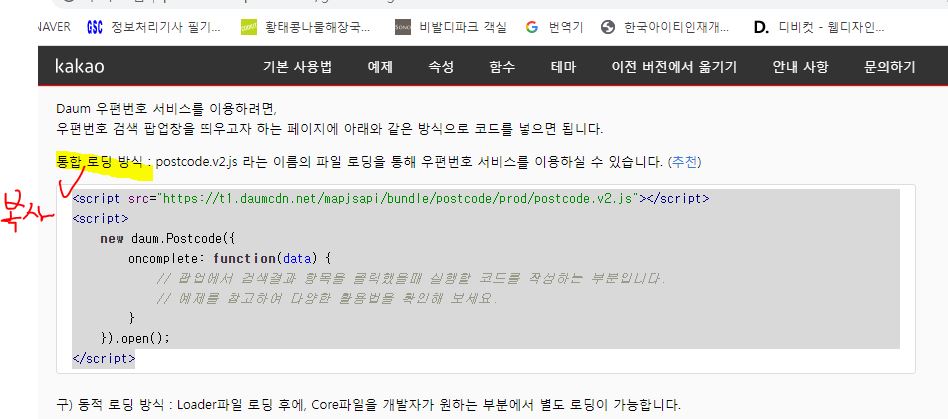 NAVER GSC 정보처리기사 필기... 황태콩나물해장국... SONO 비발디파크 객실 번역기 한국아이티인재개... D. 디비컷 - 웹디자인...
kakao 기본 사용법 예제 속성 함수 테마 이전 버전에서 옮기기 안내 사항 문의하기
Daum 우편번호 서비스를 이용하려면,
우편번호 검색 팝업창을 띄우고자 하는 페이지에 아래와 같은 방식으로 코드를 넣으면 됩니다.
통합 로딩 방식 : postcode.v2.js 라는 이름의 파일 로딩을 통해 우편번호 서비스를 이용하실 수 있습니다. (추천)
복사
<script src="https://t1.daumcdn.net/mapjsapi/bundle/postcode/prod/postcode.v2.js"></script>
<script>
new daum.Postcode({
oncomplete: function(data) {
// 팝업에서 검색결과 항목을 클릭했을때 실행할 코드를 작성하는 부분입니다.
// 예제를 참고하여 다양한 활용법을 확인해 보세요.
}
}).open();
</script>
구) 동적 로딩 방식 : Loader파일 로딩 후에, Core파일을 개발자가 원하는 부분에서 별도 로딩이 가능합니다.